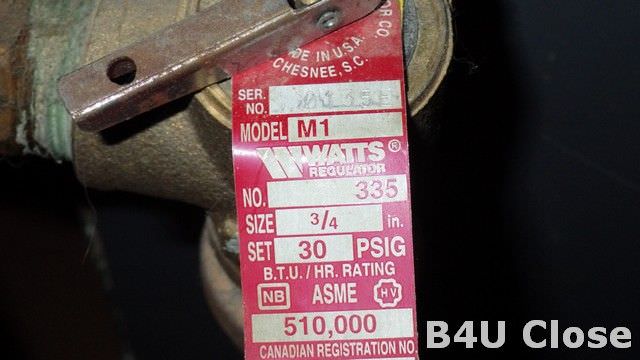 MADE IN U.S.A.
CHESNEE, S.C.
SER.
NO.
MODEL M1
WATTS®
REGULATOR
NO. 335
SIZE 3/4 in.
SET 30 PSIG
B.T.U./HR. RATING
NB ASME HV
510,000
CANADIAN REGISTRATION NO.
B4U Close